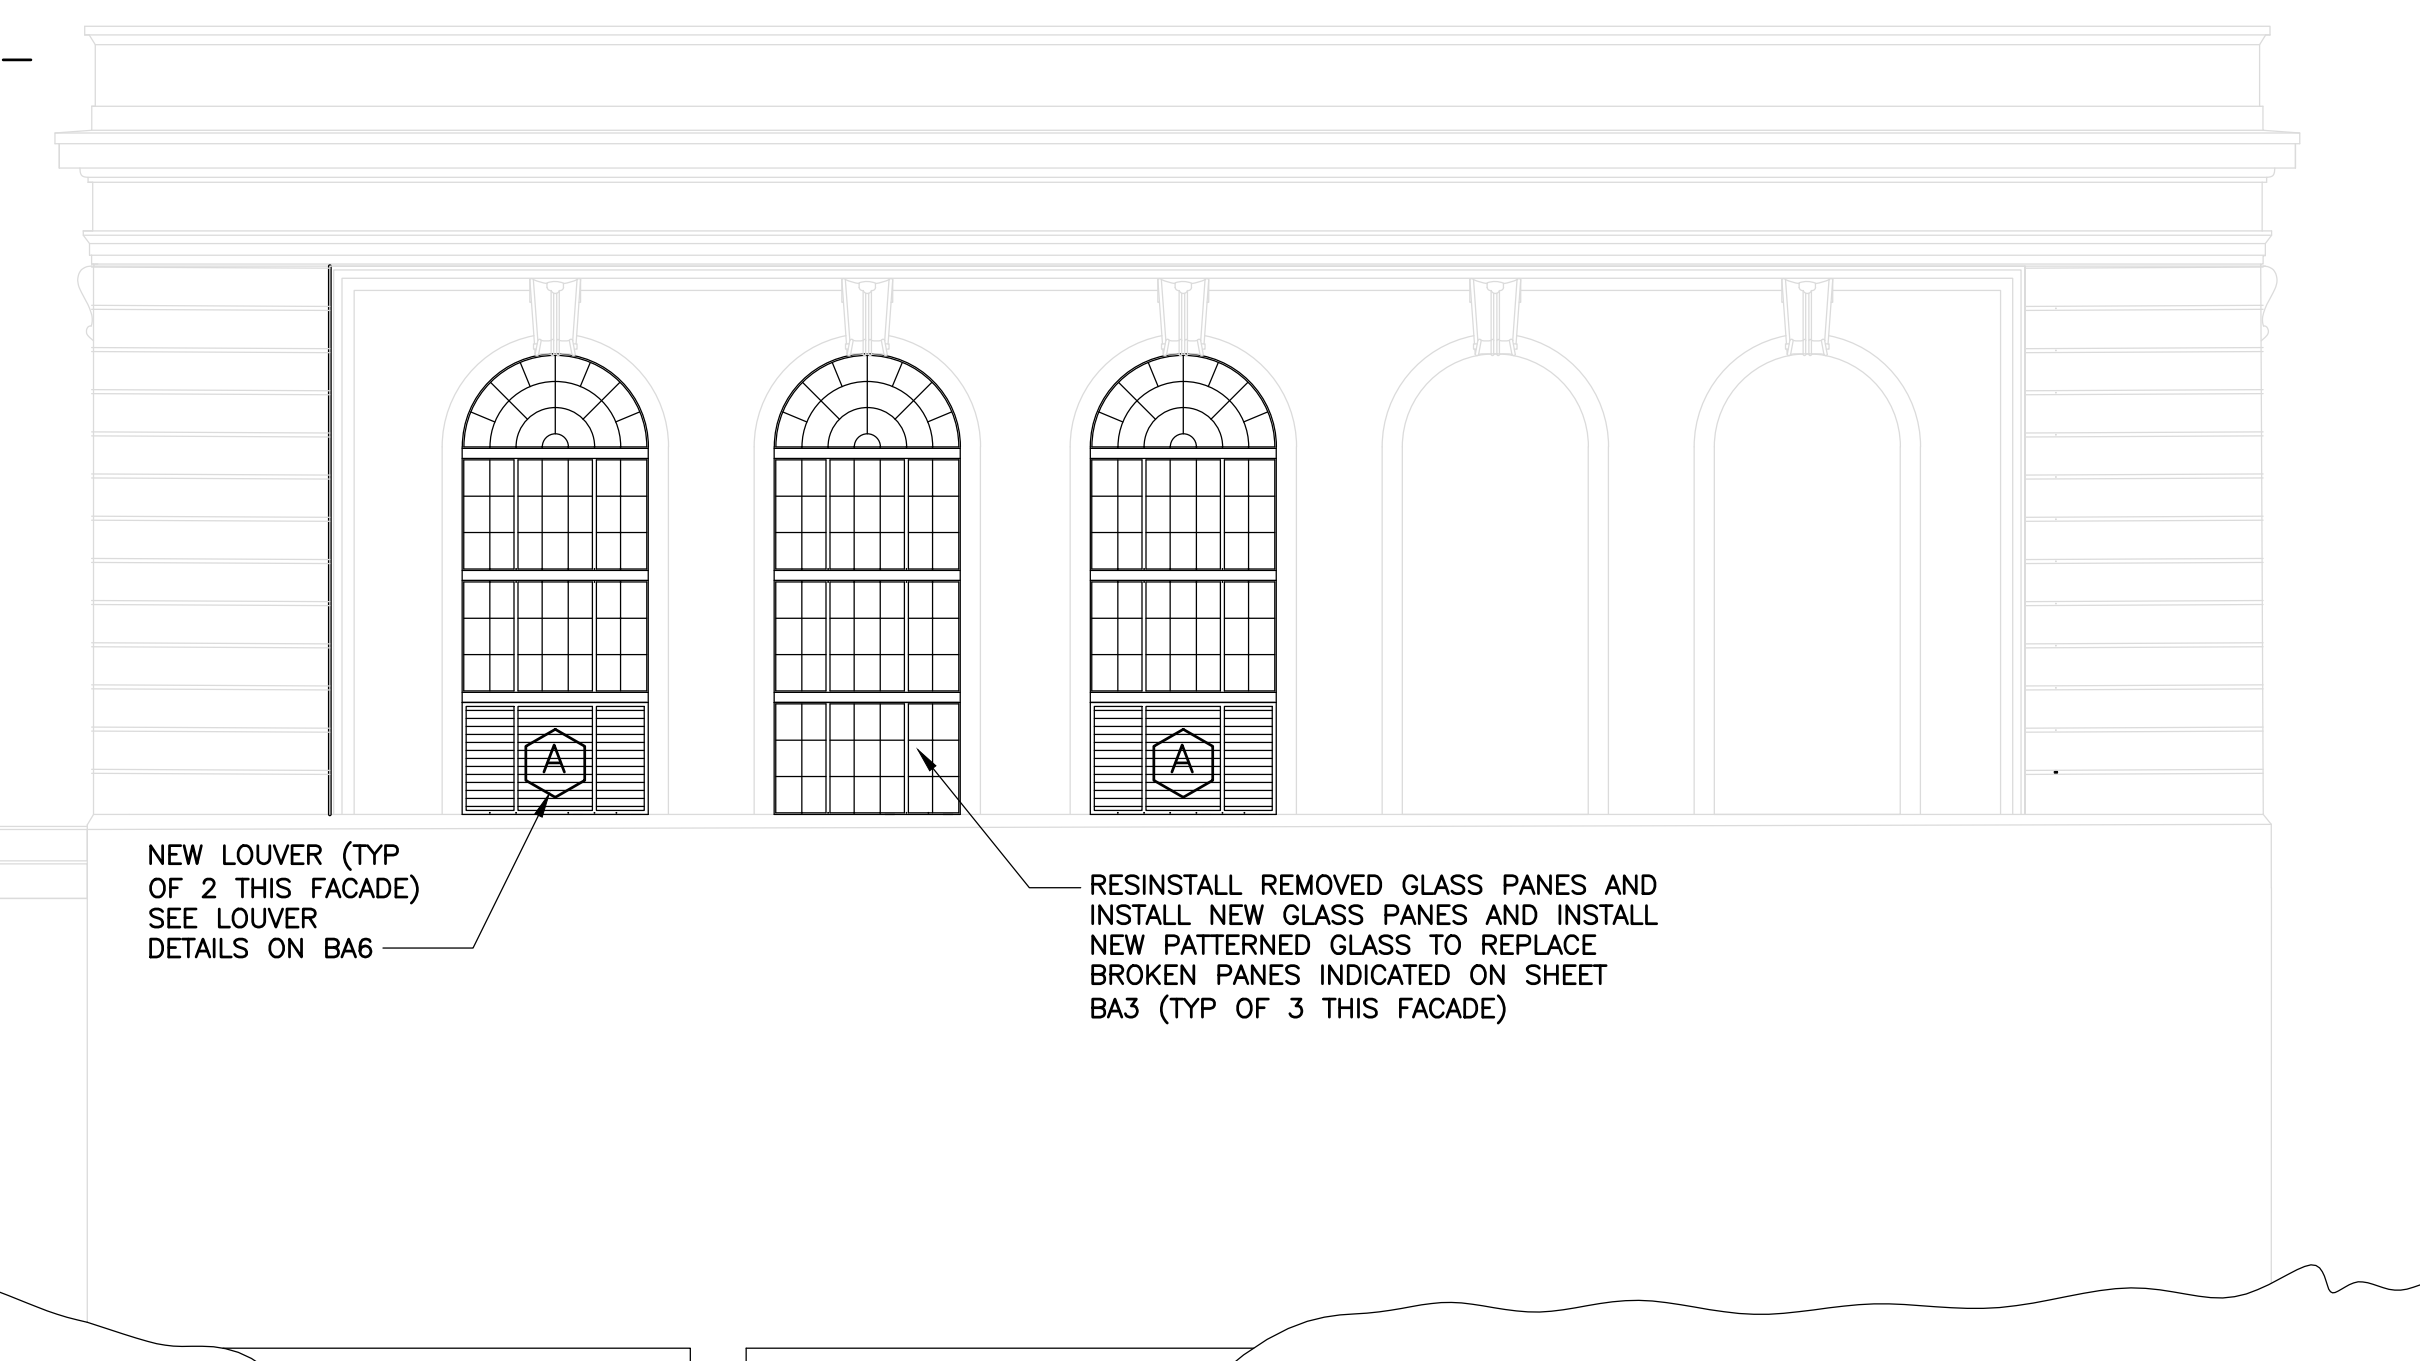 A
A
NEW LOUVER (TYP
OF 2 THIS FACADE)
SEE LOUVER
DETAILS ON BA6
RESINSTALL REMOVED GLASS PANES AND
INSTALL NEW GLASS PANES AND INSTALL
NEW PATTERNED GLASS TO REPLACE
BROKEN PANES INDICATED ON SHEET
BA3 (TYP OF 3 THIS FACADE)